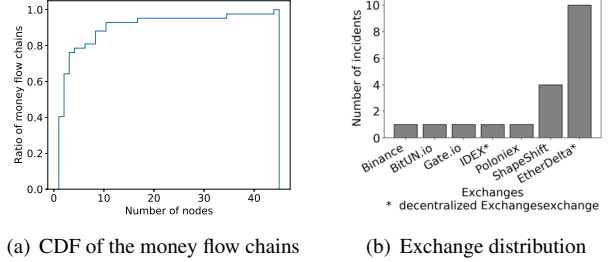 1.0
0.8
0.6
0.4
0.2
0.0
Ratio of money flow chains
0 20 40
Number of nodes
(a) CDF of the money flow chains
10
8
6
4
2
0
Number of incidents
Binance
BitUN.io
Gate.io
IDEX*
Poloniex
ShapeShift
EtherDelta*
Exchanges
* decentralized Exchangesexchange
(b) Exchange distribution